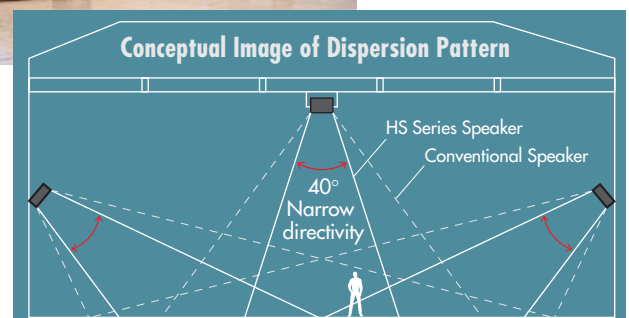 Conceptual Image of Dispersion Pattern
HS Series Speaker
Conventional Speaker
40°
Narrow
directivity